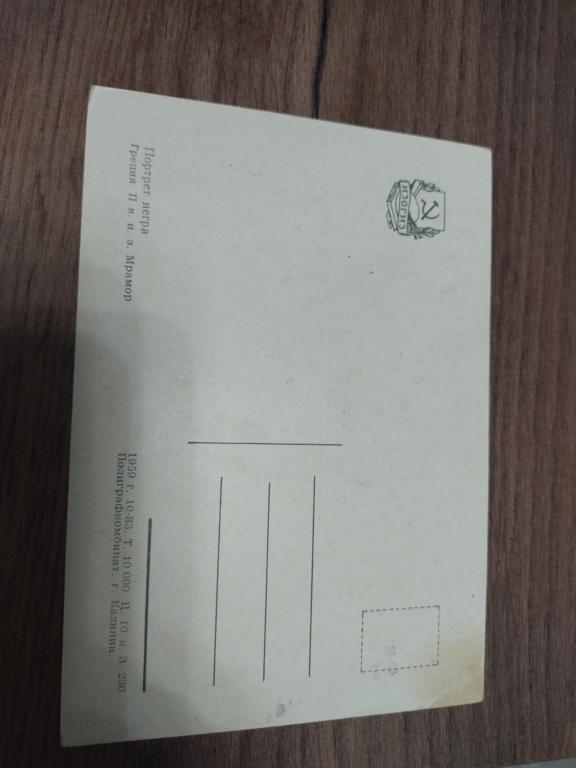 ИЗОГИЗ
Портрет негра
Греция. II в. н. э. Мрамор
1959 г. 10-83. Т. 10 000. Ц. 10 к. З. 230
Полиграфкомбинат, г. Калинин